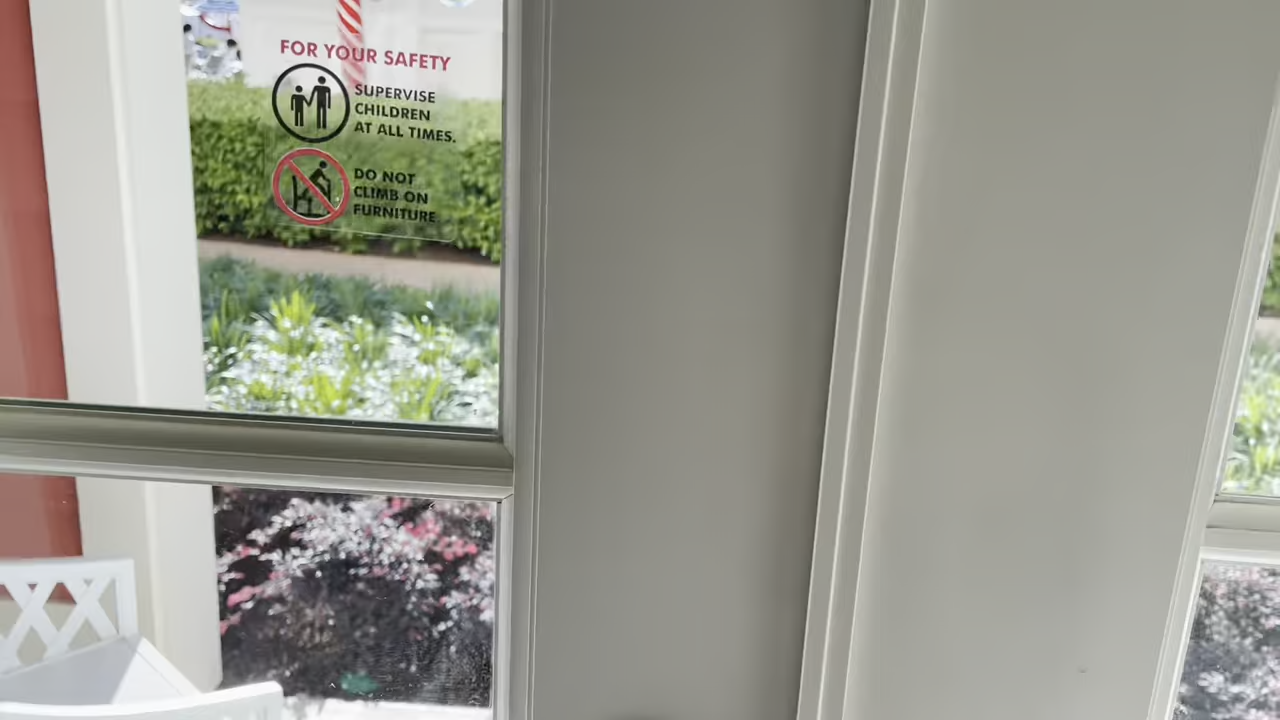 FOR YOUR SAFETY
SUPERVISE
CHILDREN
AT ALL TIMES.
DO NOT
CLIMB ON
FURNITURE